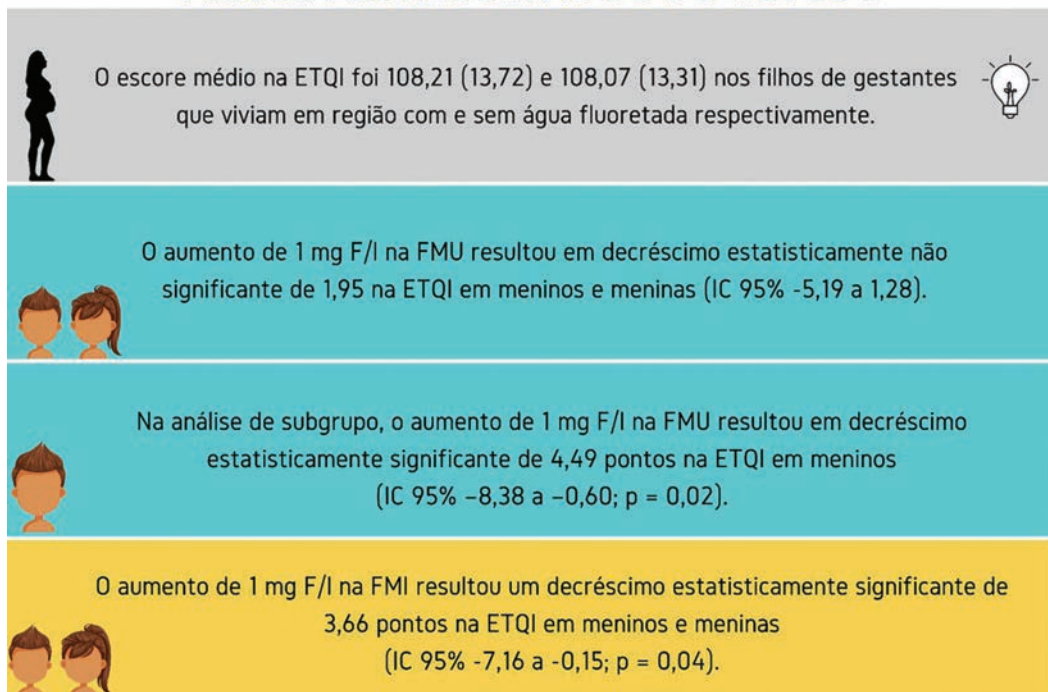 O escore médio na ETQI foi 108,21 (13,72) e 108,07 (13,31) nos filhos de gestantes
que viviam em região com e sem água fluoretada respectivamente.
O aumento de 1 mg F/l na FMU resultou em decréscimo estatisticamente não
significante de 1,95 na ETQI em meninos e meninas (IC 95% -5,19 a 1,28).
Na análise de subgrupo, o aumento de 1 mg F/l na FMU resultou em decréscimo
estatisticamente significante de 4,49 pontos na ETQI em meninos
(IC 95% –8,38 a –0,60; p = 0,02).
O aumento de 1 mg F/l na FMI resultou um decréscimo estatisticamente significante de
3,66 pontos na ETQI em meninos e meninas
(IC 95% -7,16 a -0,15; p = 0,04).